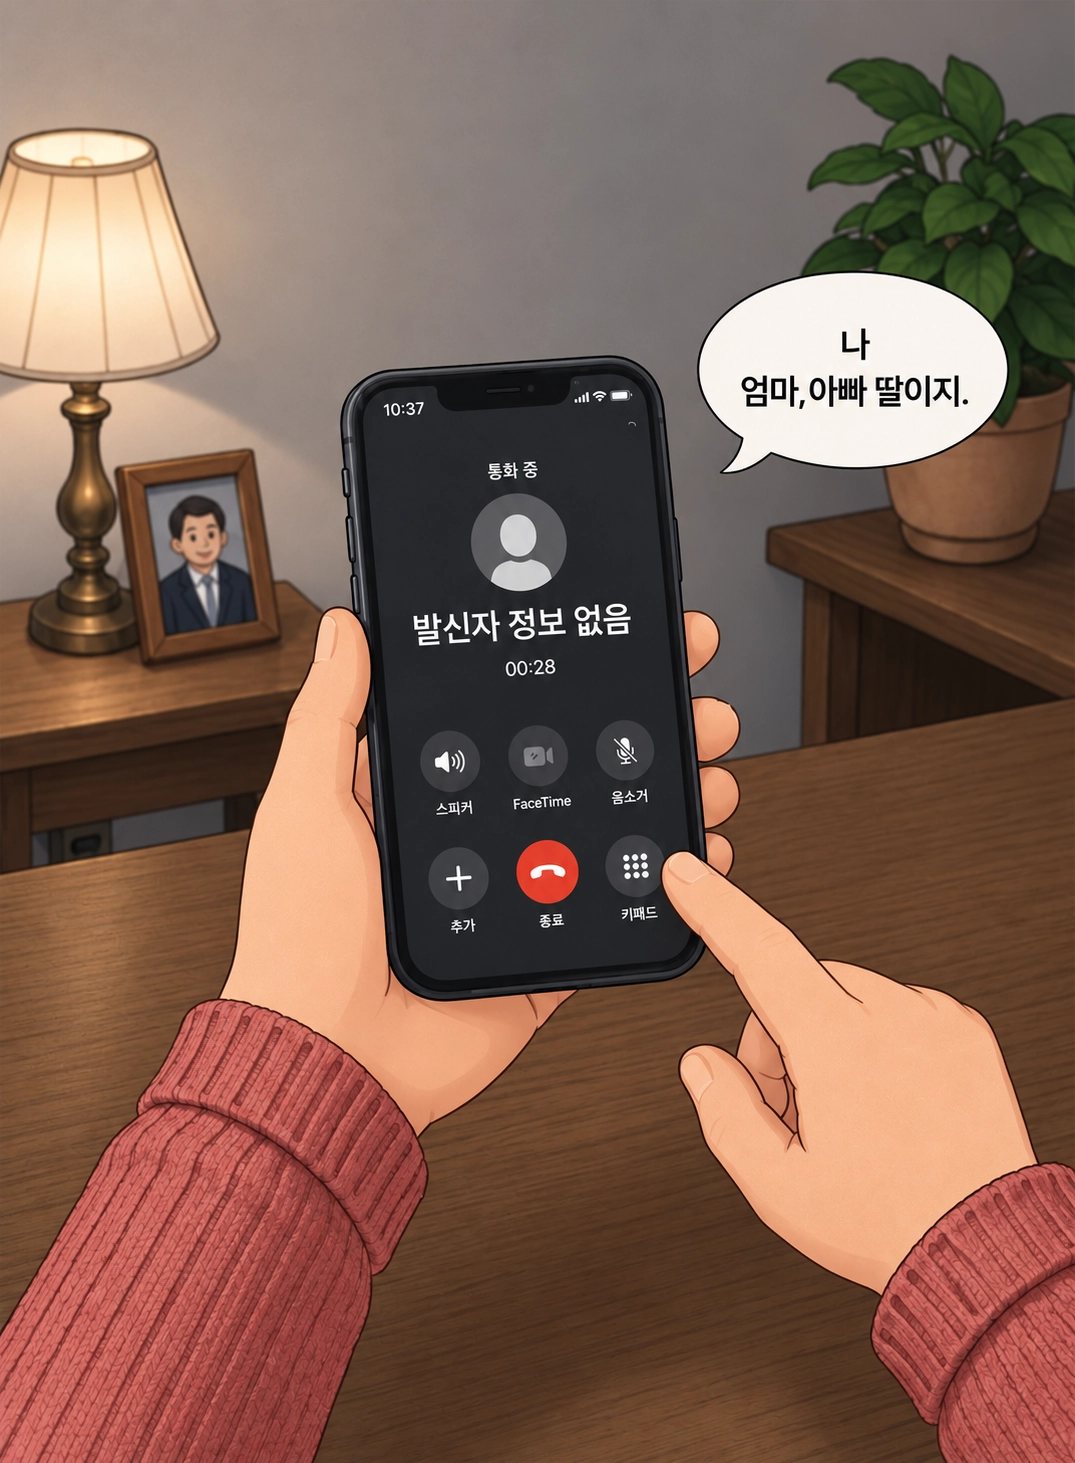 10:37
통화 중
발신자 정보 없음
00:28
스피커
FaceTime
음소거
추가
종료
키패드
나
엄마,아빠 딸이지.